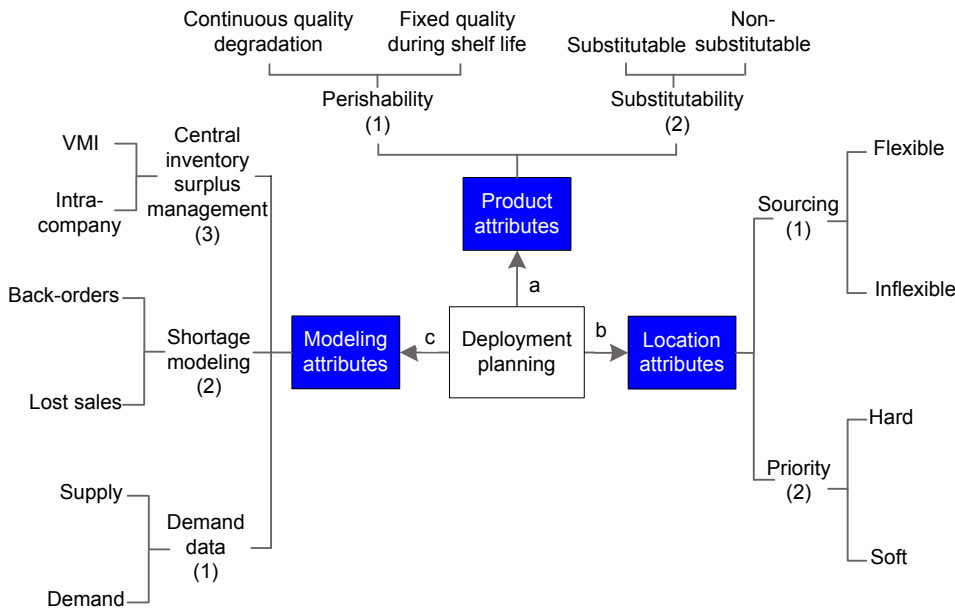 Continuous quality
degradation
Fixed quality
during shelf life
Substitutable
Non-
substitutable
Perishability
(1)
Substitutability
(2)
VMI
Intra-
company
Central
inventory
surplus
management
(3)
Product
attributes
Sourcing
(1)
Flexible
Inflexible
a
Back-orders
Lost sales
Shortage
modeling
(2)
Modeling
attributes
c
Deployment
planning
b
Location
attributes
Hard
Priority
(2)
Soft
Supply
Demand
data
(1)
Demand